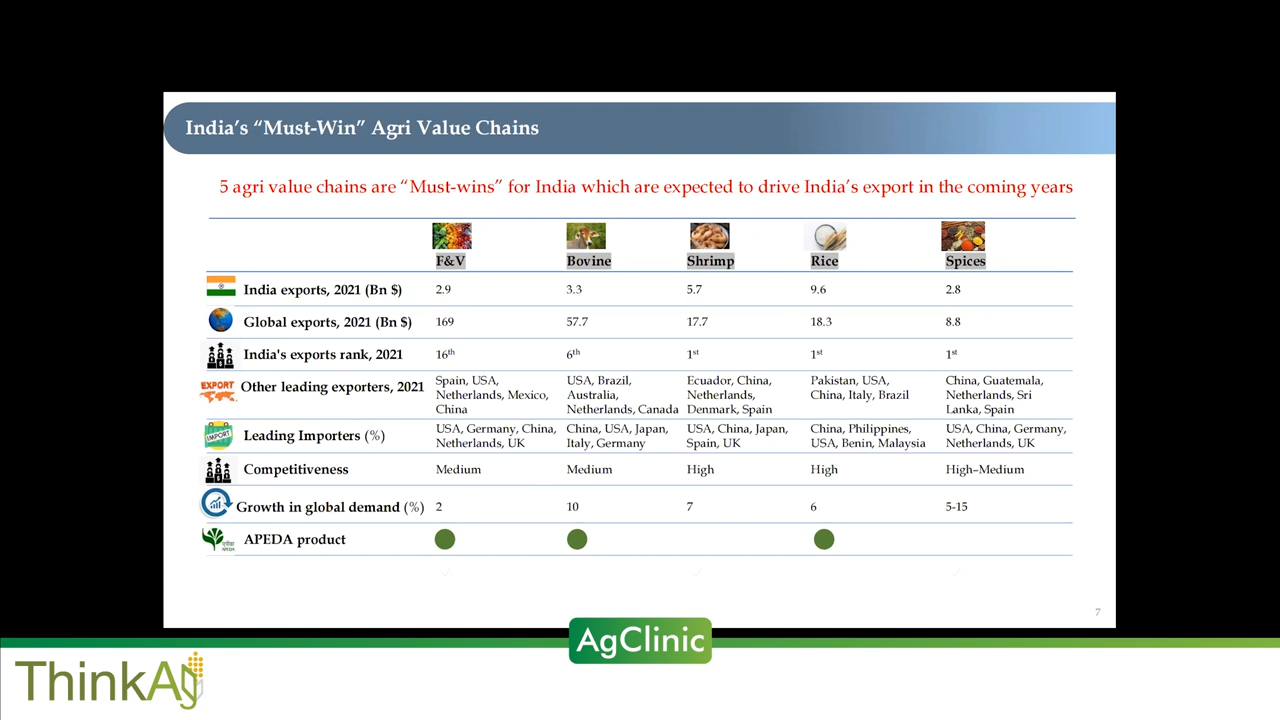 India's “Must-Win” Agri Value Chains
5 agri value chains are “Must-wins” for India which are expected to drive India's export in the coming years
F&V Bovine Shrimp Rice Spices
India exports, 2021 (Bn $) 2.9 3.3 5.7 9.6 2.8
Global exports, 2021 (Bn $) 169 57.7 17.7 18.3 8.8
India's exports rank, 2021 16th 6th 1st 1st 1st
EXPORT
Other leading exporters, 2021
Spain, USA,
Netherlands, Mexico,
China
USA, Brazil,
Australia,
Netherlands, Canada
Ecuador, China,
Netherlands,
Denmark, Spain
Pakistan, USA,
China, Italy, Brazil
China, Guatemala,
Netherlands, Sri
Lanka, Spain
IMPORT
Leading Importers (%)
USA, Germany, China,
Netherlands, UK
China, USA, Japan,
Italy, Germany
USA, China, Japan,
Spain, UK
China, Philippines,
USA, Benin, Malaysia
USA, China, Germany,
Netherlands, UK
Competitiveness Medium Medium High High High–Medium
Growth in global demand (%) 2 10 7 6 5-15
APEDA
APEDA product
7
AgClinic
ThinkAg